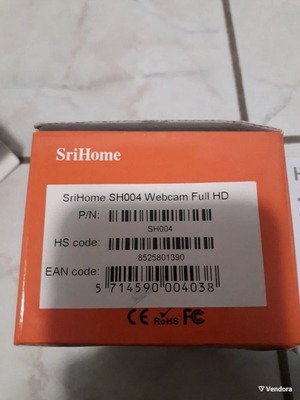 SriHome
SriHome SH004 Webcam Full HD
P/N:
SH004
HS code:
8525801390
EAN code:
5 714590 004038
CE RoHS FC
H
Vendora